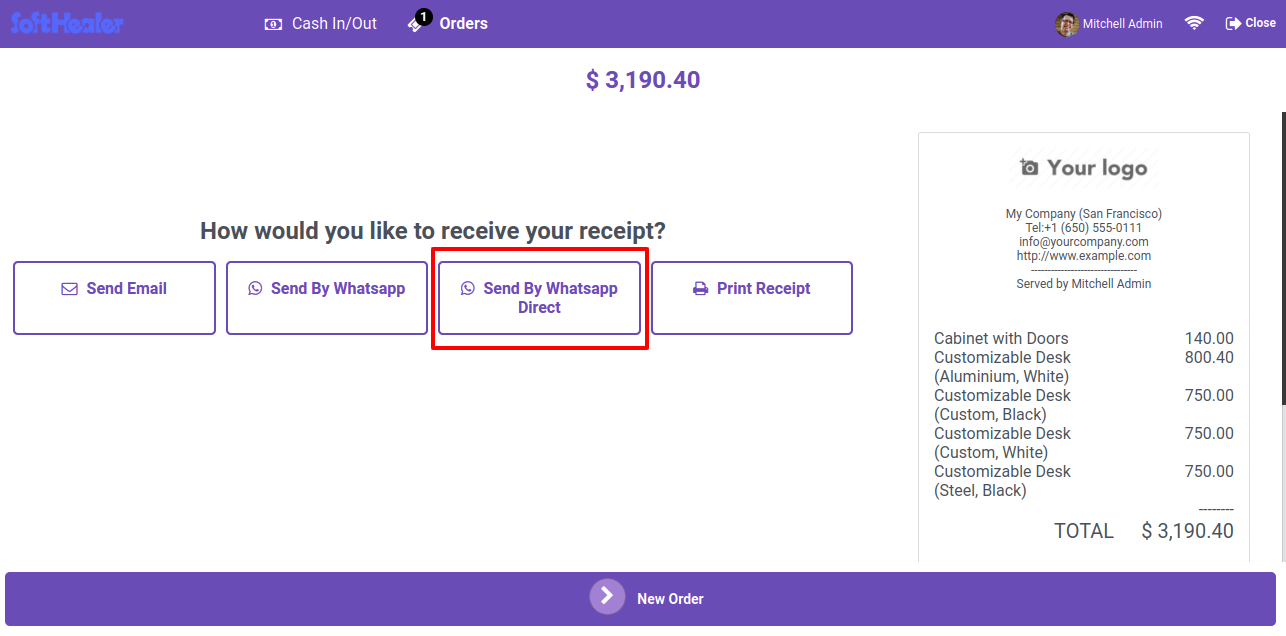 SoftHealer
Cash In/Out
1
Orders
Mitchell Admin
Close
$ 3,190.40
How would you like to receive your receipt?
Send Email
Send By Whatsapp
Send By Whatsapp
Direct
Print Receipt
Your logo
My Company (San Francisco)
Tel:+1 (650) 555-0111
info@yourcompany.com
http://www.example.com
--------------------------------
Served by Mitchell Admin
Cabinet with Doors 140.00
Customizable Desk 800.40
(Aluminium, White)
Customizable Desk 750.00
(Custom, Black)
Customizable Desk 750.00
(Custom, White)
Customizable Desk 750.00
(Steel, Black)
--------
TOTAL $ 3,190.40
New Order